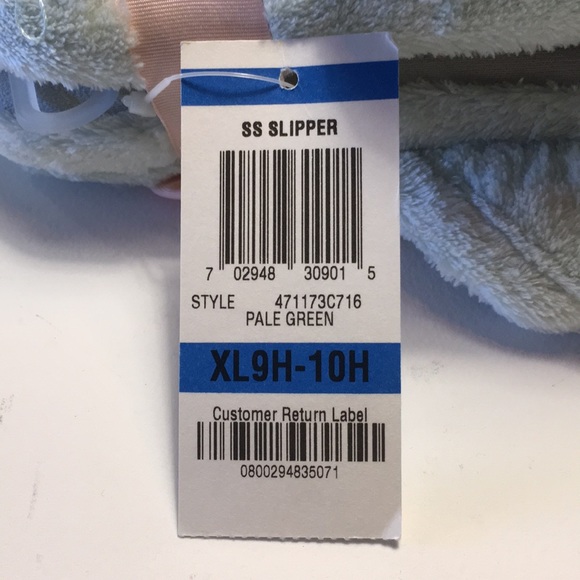 SS SLIPPER
7 02948 30901 5
STYLE 471173C716
PALE GREEN
XL9H-10H
Customer Return Label
0800294835071